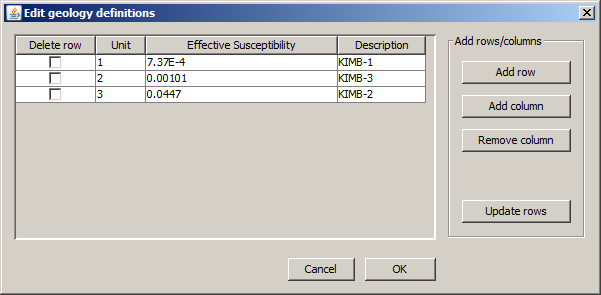 Edit geology definitions
Delete row Unit Effective Susceptibility Description
1 7.37E-4 KIMB-1
2 0.00101 KIMB-3
3 0.0447 KIMB-2
Add rows/columns
Add row
Add column
Remove column
Update rows
Cancel OK